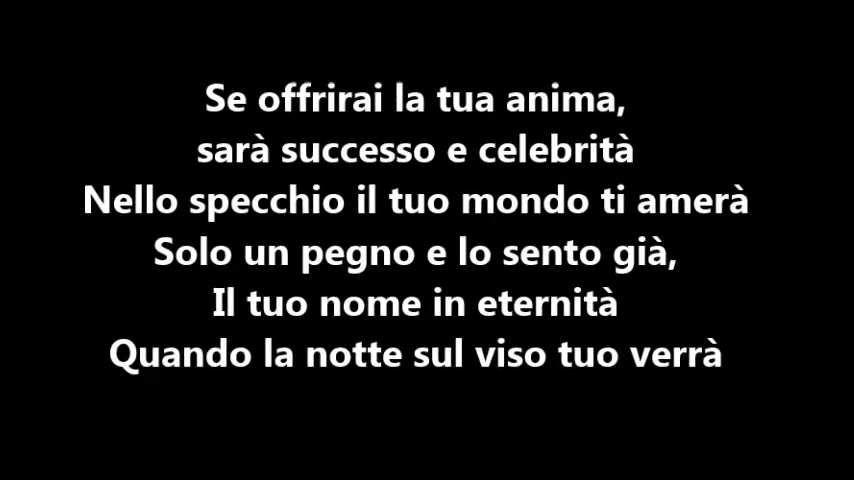 Se offrirai la tua anima,
sarà successo e celebrità
Nello specchio il tuo mondo ti amerà
Solo un pegno e lo sento già,
Il tuo nome in eternità
Quando la notte sul viso tuo verrà